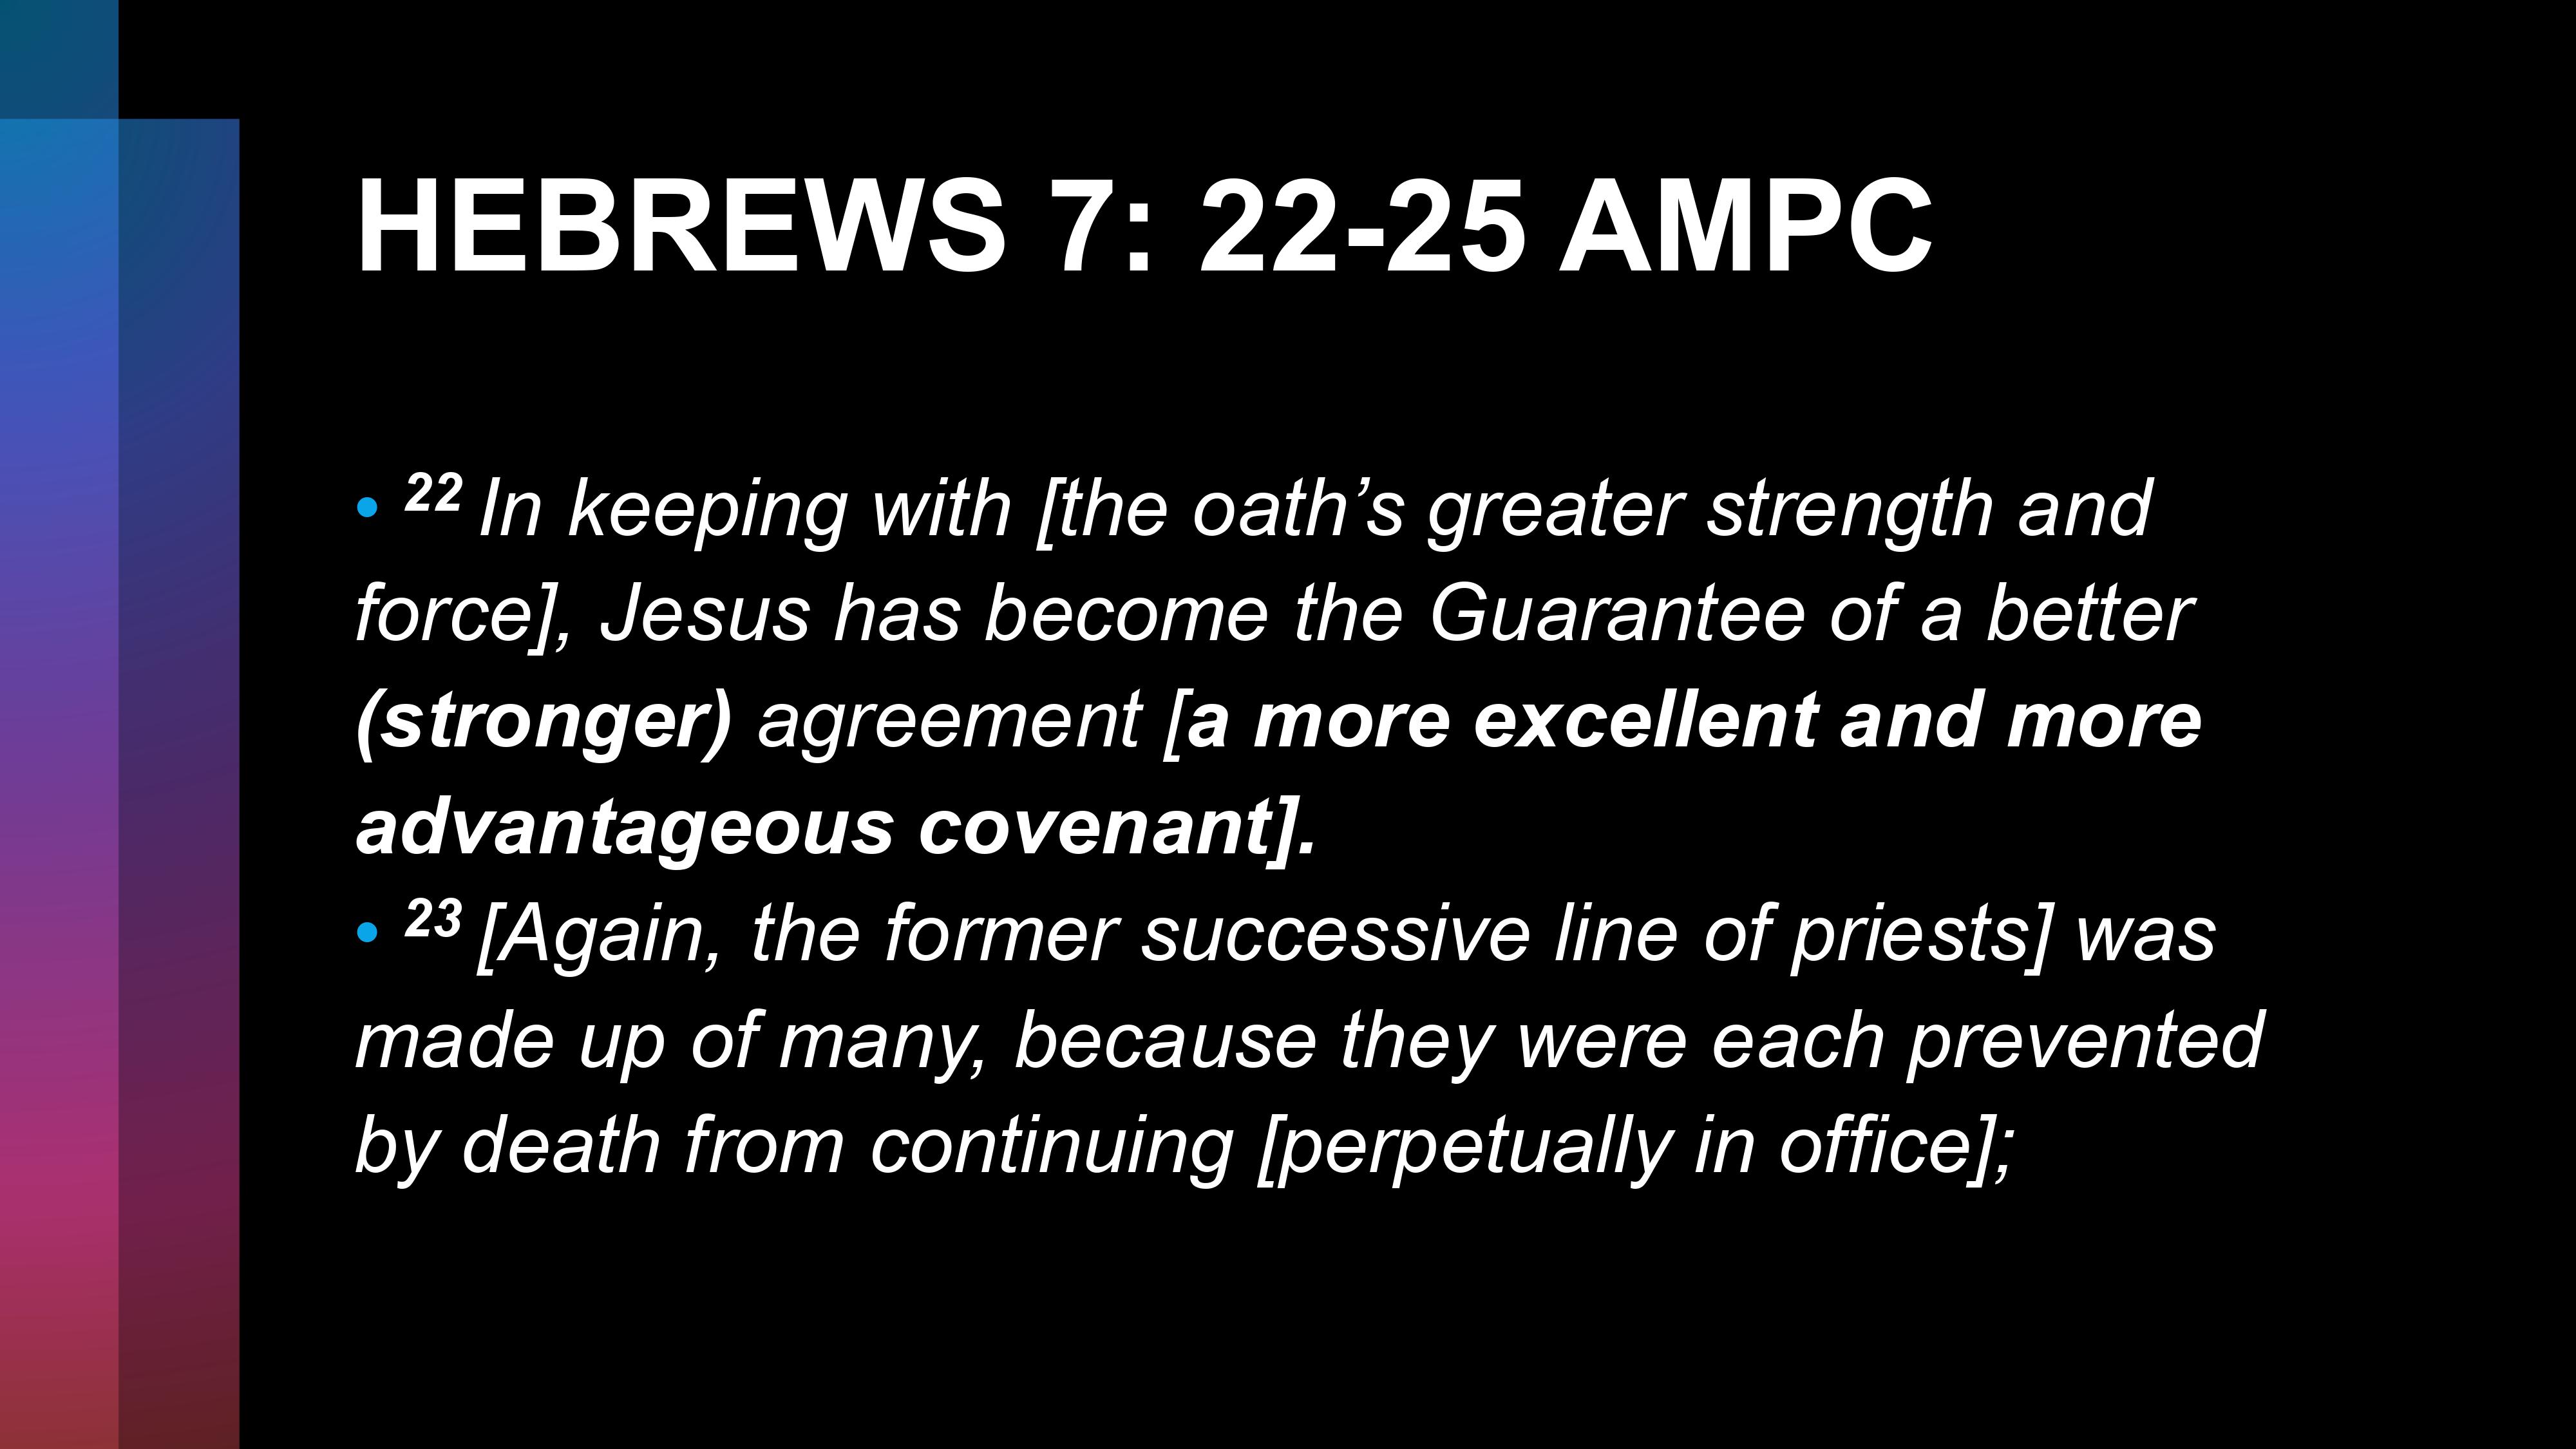 HEBREWS 7: 22-25 AMPC
• 22 In keeping with [the oath’s greater strength and
force], Jesus has become the Guarantee of a better
(stronger) agreement [a more excellent and more
advantageous covenant].
• 23 [Again, the former successive line of priests] was
made up of many, because they were each prevented
by death from continuing [perpetually in office];